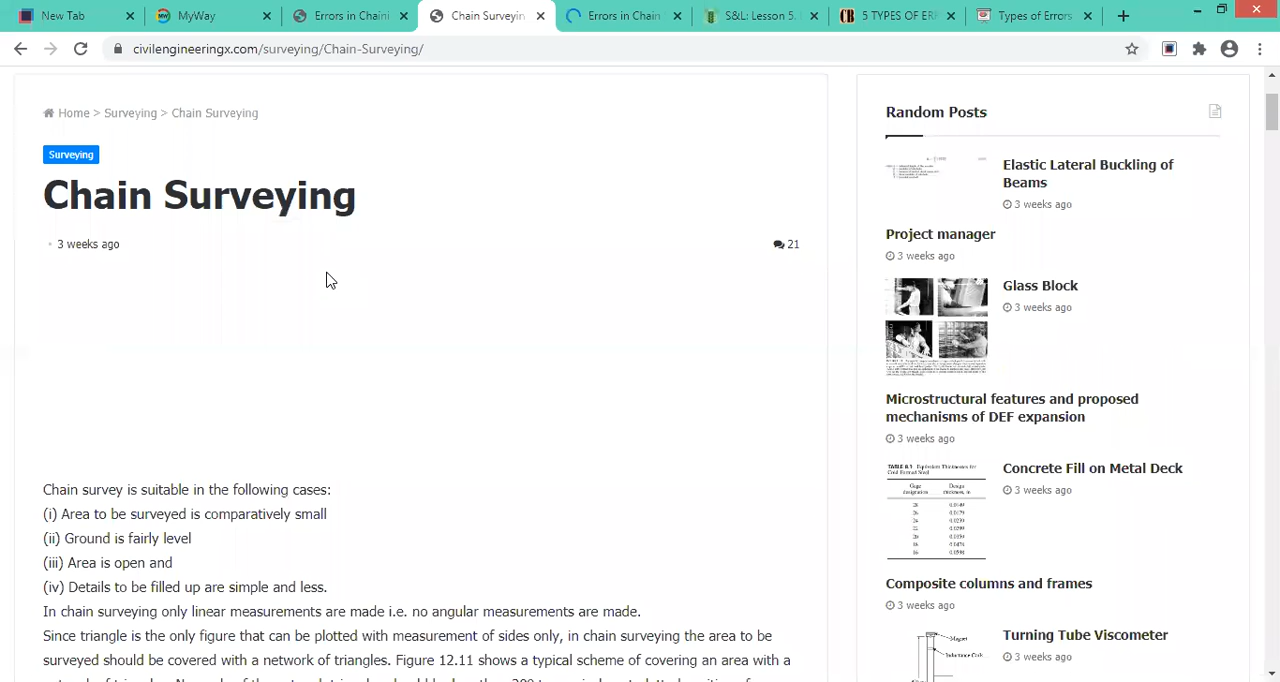 New Tab
MyWay
Errors in Chaini
Chain Surveyin
Errors in Chain
S&L: Lesson 5.
5 TYPES OF ER
Types of Errors
civilengineeringx.com/surveying/Chain-Surveying/
Home > Surveying > Chain Surveying
Surveying
Chain Surveying
3 weeks ago
21
Chain survey is suitable in the following cases:
(i) Area to be surveyed is comparatively small
(ii) Ground is fairly level
(iii) Area is open and
(iv) Details to be filled up are simple and less.
In chain surveying only linear measurements are made i.e. no angular measurements are made.
Since triangle is the only figure that can be plotted with measurement of sides only, in chain surveying the area to be
surveyed should be covered with a network of triangles. Figure 12.11 shows a typical scheme of covering an area with a
Random Posts
Elastic Lateral Buckling of
Beams
3 weeks ago
Project manager
3 weeks ago
Glass Block
3 weeks ago
Microstructural features and proposed
mechanisms of DEF expansion
3 weeks ago
Concrete Fill on Metal Deck
3 weeks ago
Composite columns and frames
3 weeks ago
Turning Tube Viscometer
3 weeks ago